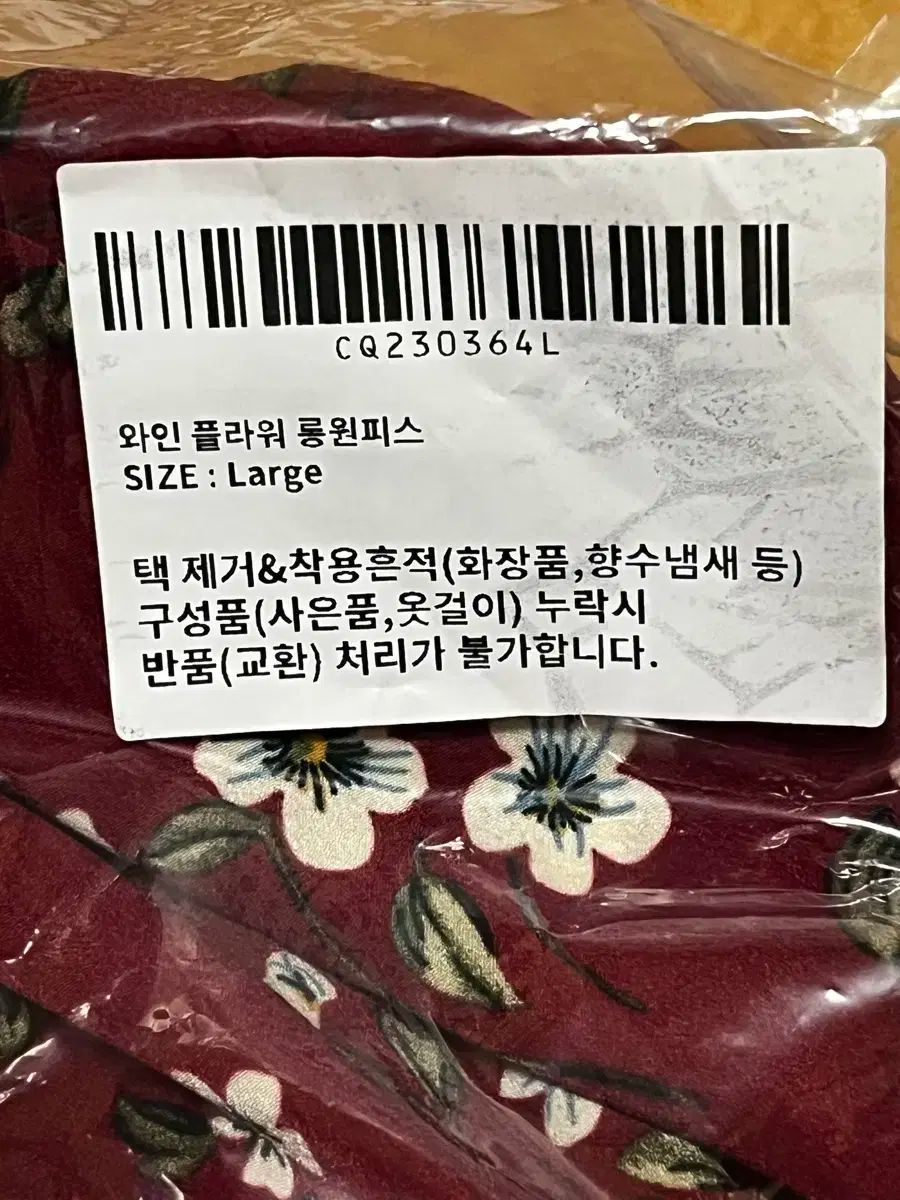 CQ230364L
와인 플라워 롱원피스
SIZE : Large
택 제거&착용흔적(화장품,향수냄새 등)
구성품(사은품,옷걸이) 누락시
반품(교환) 처리가 불가합니다.